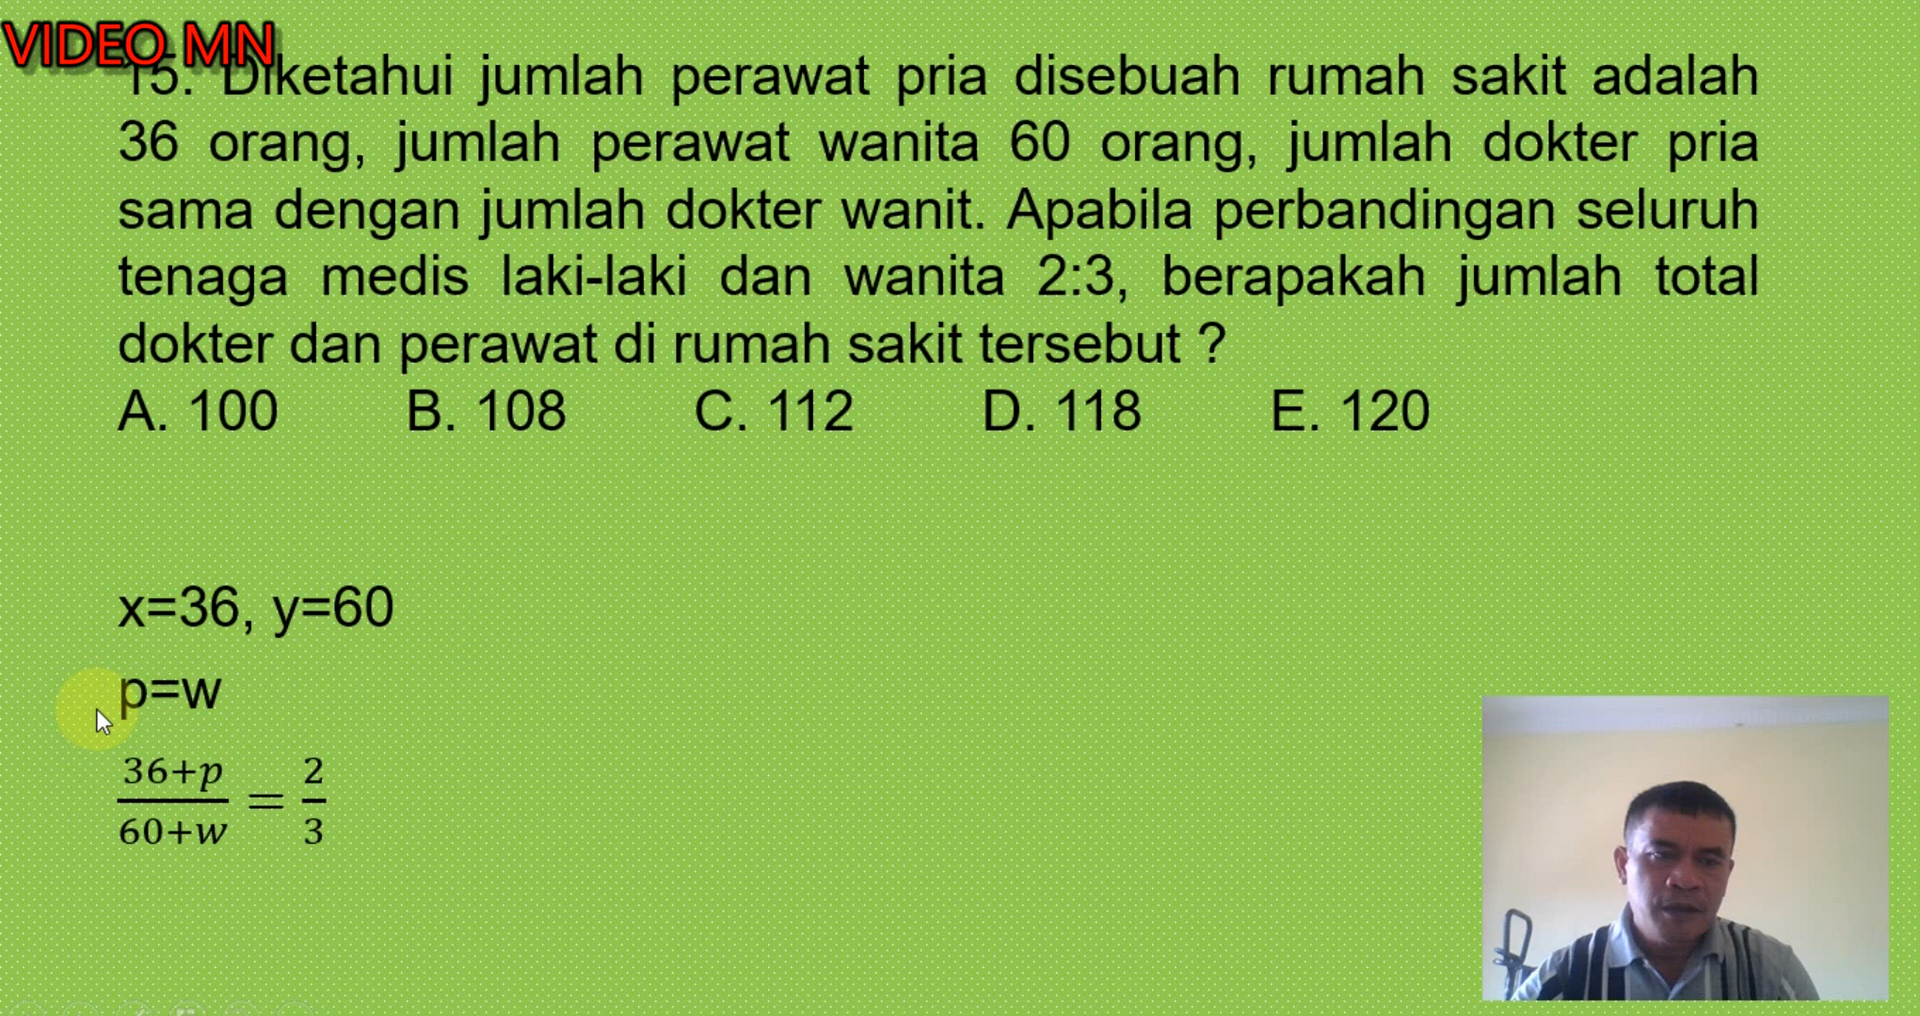 VIDEO MN
15. Diketahui jumlah perawat pria disebuah rumah sakit adalah
36 orang, jumlah perawat wanita 60 orang, jumlah dokter pria
sama dengan jumlah dokter wanit. Apabila perbandingan seluruh
tenaga medis laki-laki dan wanita 2:3, berapakah jumlah total
dokter dan perawat di rumah sakit tersebut ?
A. 100 B. 108 C. 112 D. 118 E. 120
x=36, y=60
p=w
36+p
60+w
=
2
3